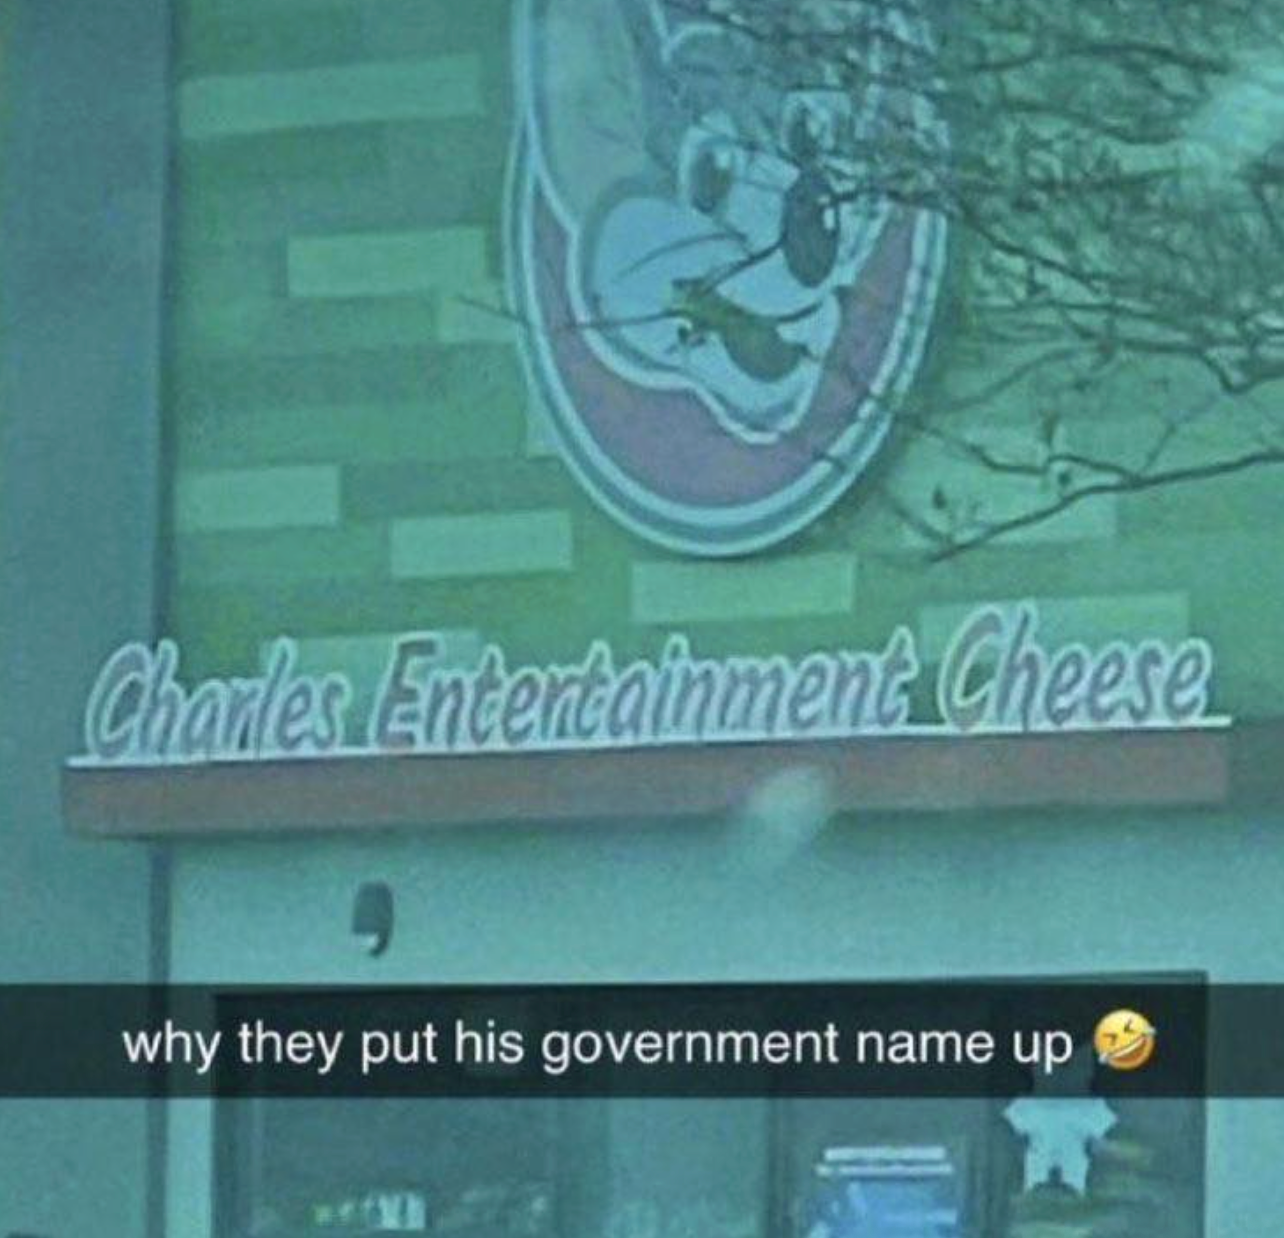 Charles Entertainment Cheese
why they put his government name up 🤣